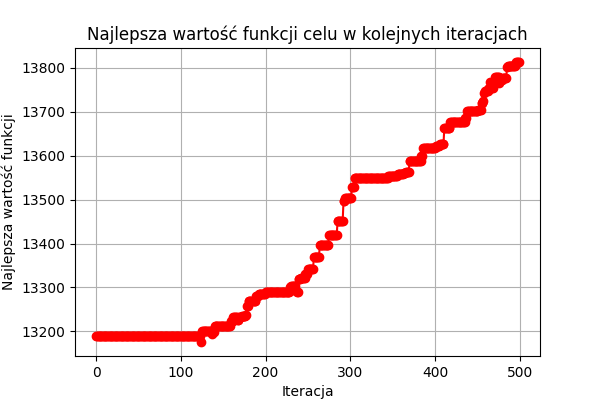 Najlepsza wartość funkcji celu w kolejnych iteracjach
Najlepsza wartość funkcji
13800
13700
13600
13500
13400
13300
13200
0 100 200 300 400 500
Iteracja